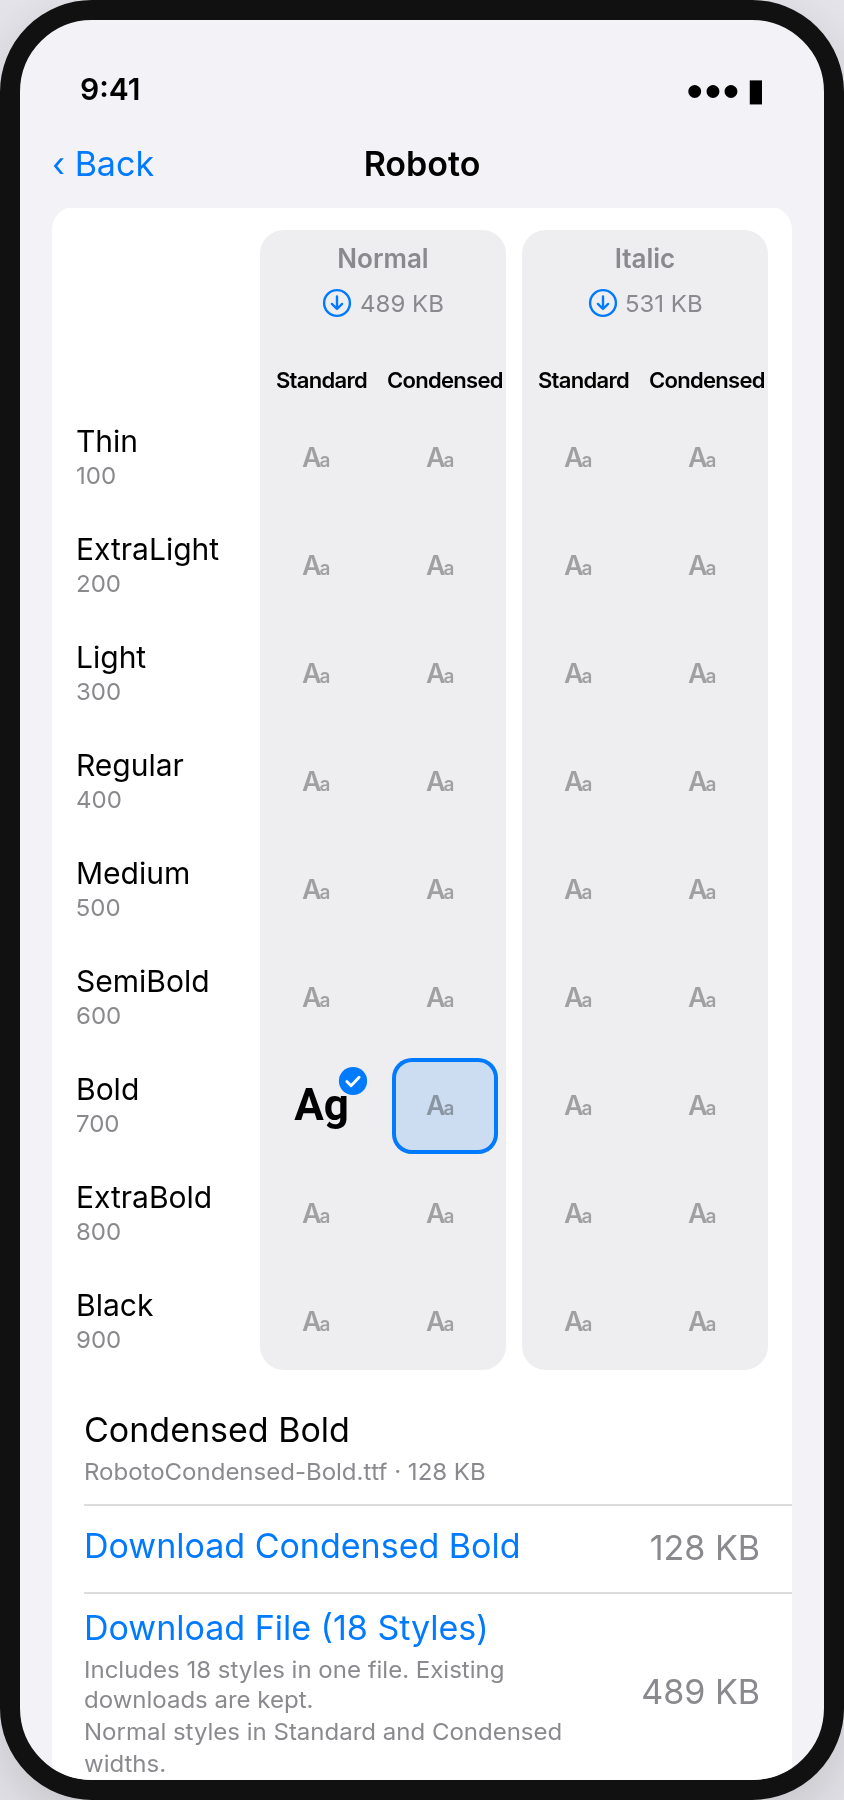 9:41
‹ Back
Roboto
Normal
Italic
489 KB
531 KB
Standard Condensed Standard Condensed
Thin
Aa Aa Aa Aa
100
ExtraLight
Aa Aa Aa Aa
200
Light
Aa Aa Aa Aa
300
Regular
Aa Aa Aa Aa
400
Medium
Aa Aa Aa Aa
500
SemiBold
Aa Aa Aa Aa
600
Bold
Ag Aa Aa Aa
700
ExtraBold
Aa Aa Aa Aa
800
Black
Aa Aa Aa Aa
900
Condensed Bold
RobotoCondensed-Bold.ttf · 128 KB
Download Condensed Bold 128 KB
Download File (18 Styles)
Includes 18 styles in one file. Existing
downloads are kept.
489 KB
Normal styles in Standard and Condensed
widths.